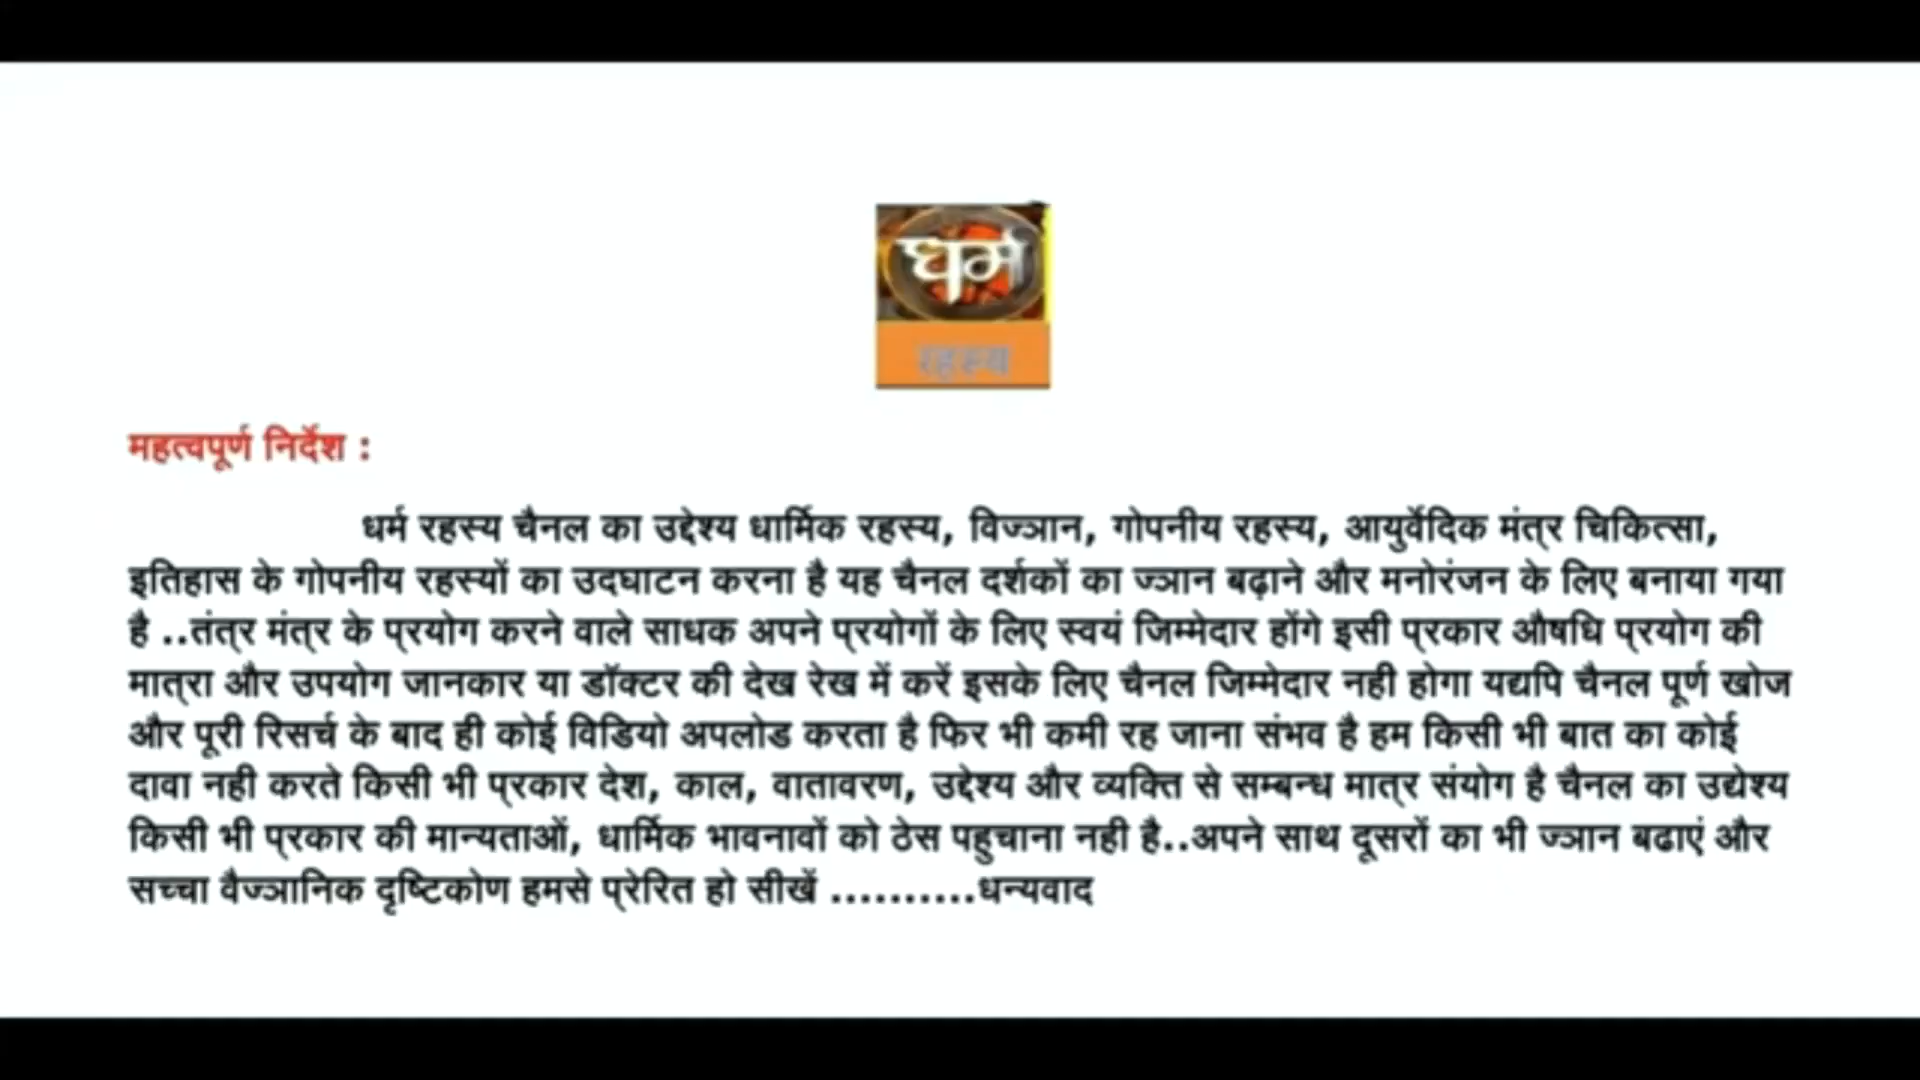 धर्म
रहस्य
महत्वपूर्ण निर्देश :
धर्म रहस्य चैनल का उद्देश्य धार्मिक रहस्य, विज्ञान, गोपनीय रहस्य, आयुर्वेदिक मंत्र चिकित्सा,
इतिहास के गोपनीय रहस्यों का उदघाटन करना है यह चैनल दर्शकों का ज्ञान बढ़ाने और मनोरंजन के लिए बनाया गया
है ..तंत्र मंत्र के प्रयोग करने वाले साधक अपने प्रयोगों के लिए स्वयं जिम्मेदार होंगे इसी प्रकार औषधि प्रयोग की
मात्रा और उपयोग जानकार या डॉक्टर की देख रेख में करें इसके लिए चैनल जिम्मेदार नही होगा यद्यपि चैनल पूर्ण खोज
और पूरी रिसर्च के बाद ही कोई विडियो अपलोड करता है फिर भी कमी रह जाना संभव है हम किसी भी बात का कोई
दावा नही करते किसी भी प्रकार देश, काल, वातावरण, उद्देश्य और व्यक्ति से सम्बन्ध मात्र संयोग है चैनल का उद्येश्य
किसी भी प्रकार की मान्यताओं, धार्मिक भावनावों को ठेस पहुचाना नही है..अपने साथ दूसरों का भी ज्ञान बढाएं और
सच्चा वैज्ञानिक दृष्टिकोण हमसे प्रेरित हो सीखें ..........धन्यवाद